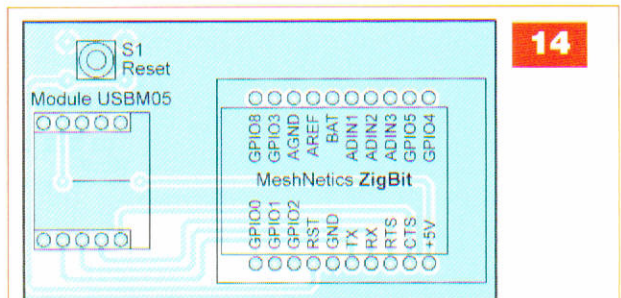 14
S1
Reset
Module USBM05
GPIO8
GPIO3
AGND
AREF
BAT
ADIN1
ADIN2
ADIN3
GPIO5
GPIO4
MeshNetics ZigBit
GPIO0
GPIO1
GPIO2
RST
GND
TX
RX
RTS
CTS
+5V